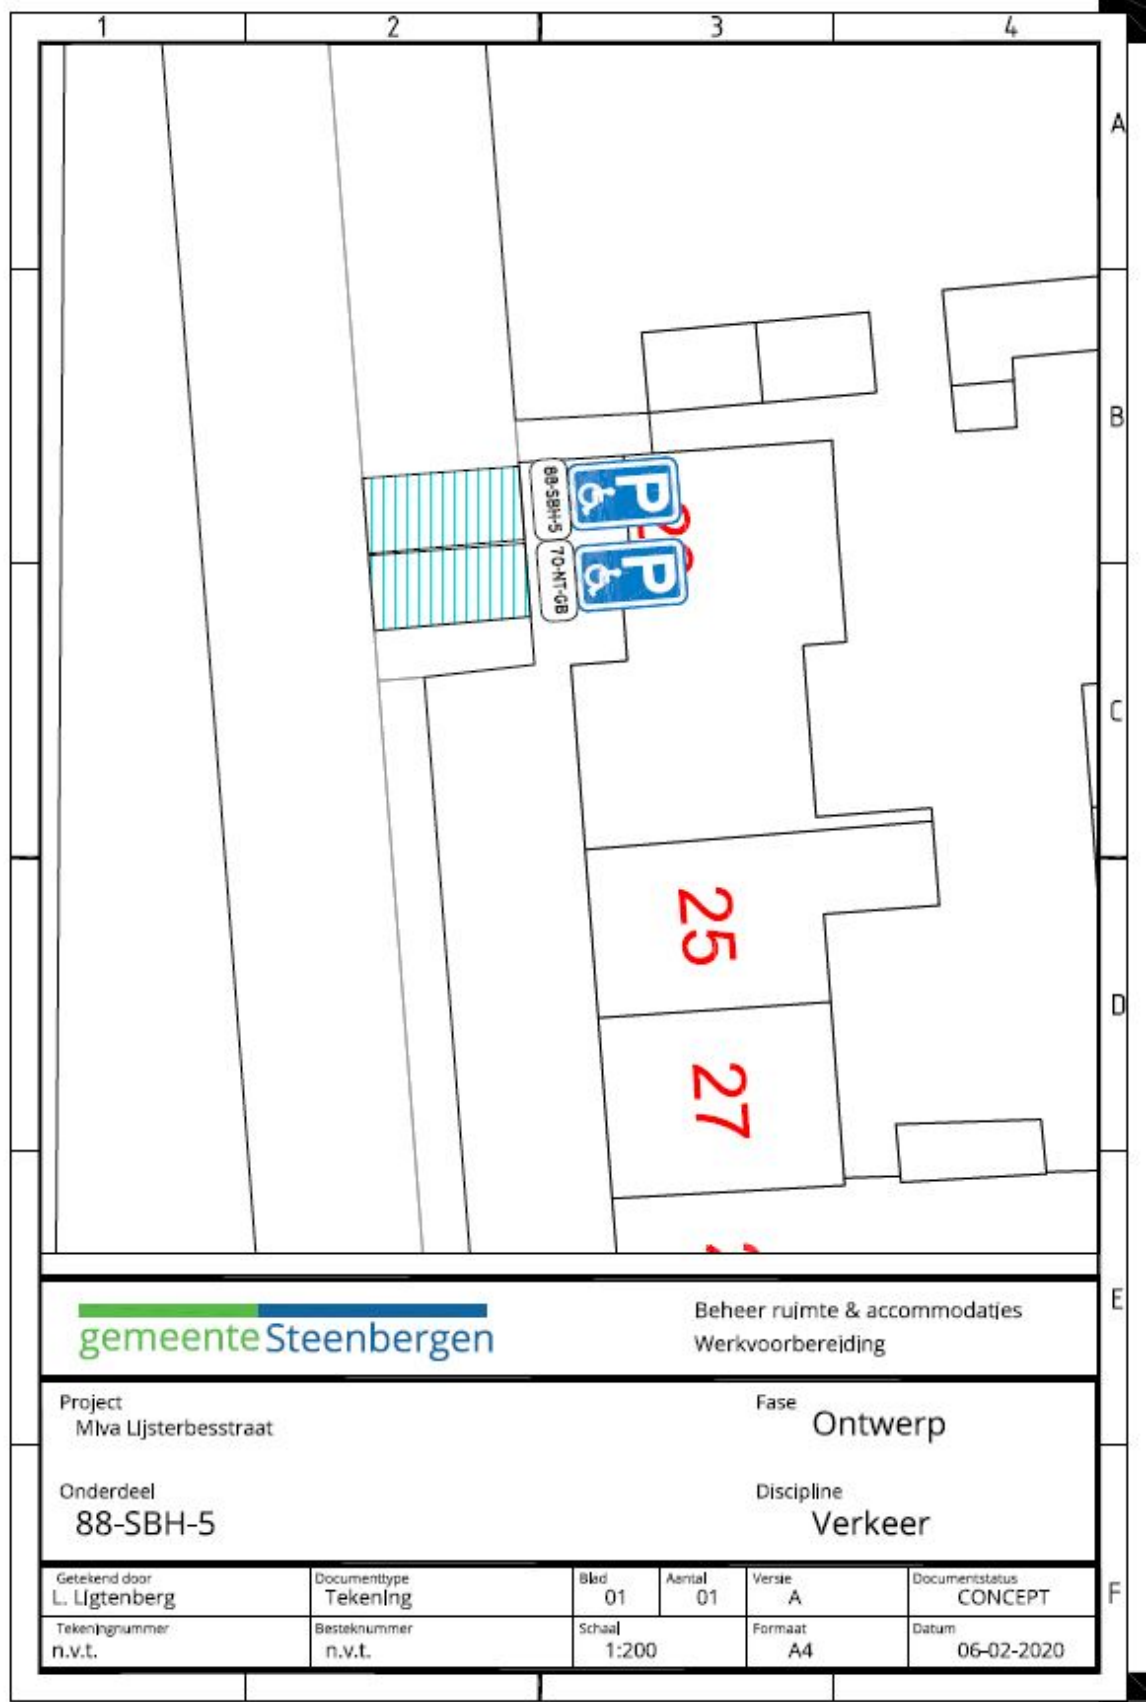 1 2 3 4
A
B
88-SBH-5 P
70-NT-GB P
C
25
D
27
E
gemeente Steenbergen
Beheer ruimte & accommodaties
Werkvoorbereiding
Project
Miva Lijsterbesstraat
Fase
Ontwerp
Onderdeel
88-SBH-5
Discipline
Verkeer
F
Getekend door
L. Ligtenberg
Documenttype
Tekening
Blad
01
Aantal
01
Versie
A
Documentstatus
CONCEPT
Tekeningnummer
n.v.t.
Besteknummer
n.v.t.
Schaal
1:200
Formaat
A4
Datum
06-02-2020